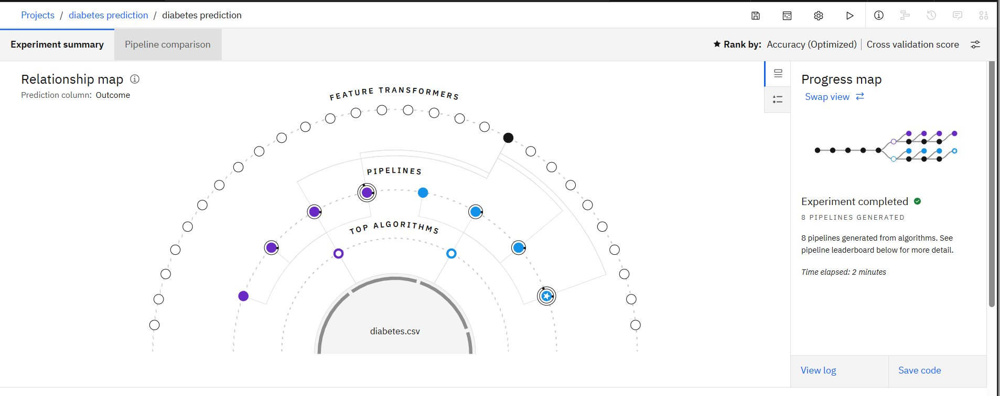 Projects / diabetes prediction / diabetes prediction
Experiment summary
Pipeline comparison
Rank by: Accuracy (Optimized) | Cross validation score
Relationship map
Prediction column: Outcome
FEATURE TRANSFORMERS
PIPELINES
TOP ALGORITHMS
diabetes.csv
Progress map
Swap view
Experiment completed
8 PIPELINES GENERATED
8 pipelines generated from algorithms. See
pipeline leaderboard below for more detail.
Time elapsed: 2 minutes
View log
Save code